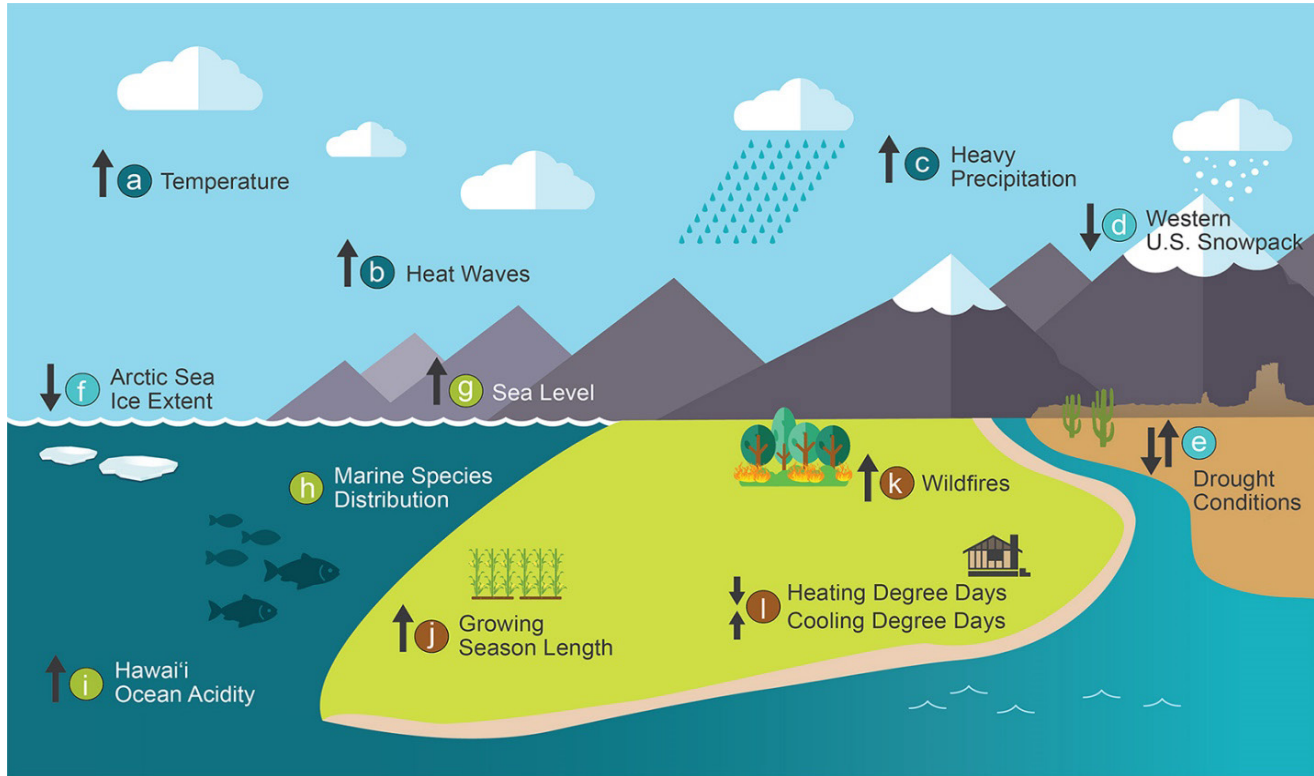 a Temperature
b Heat Waves
c Heavy
Precipitation
d Western
U.S. Snowpack
f Arctic Sea
Ice Extent
g Sea Level
e
Drought
Conditions
h Marine Species
Distribution
k Wildfires
j Growing
Season Length
l Heating Degree Days
Cooling Degree Days
i Hawaiʻi
Ocean Acidity